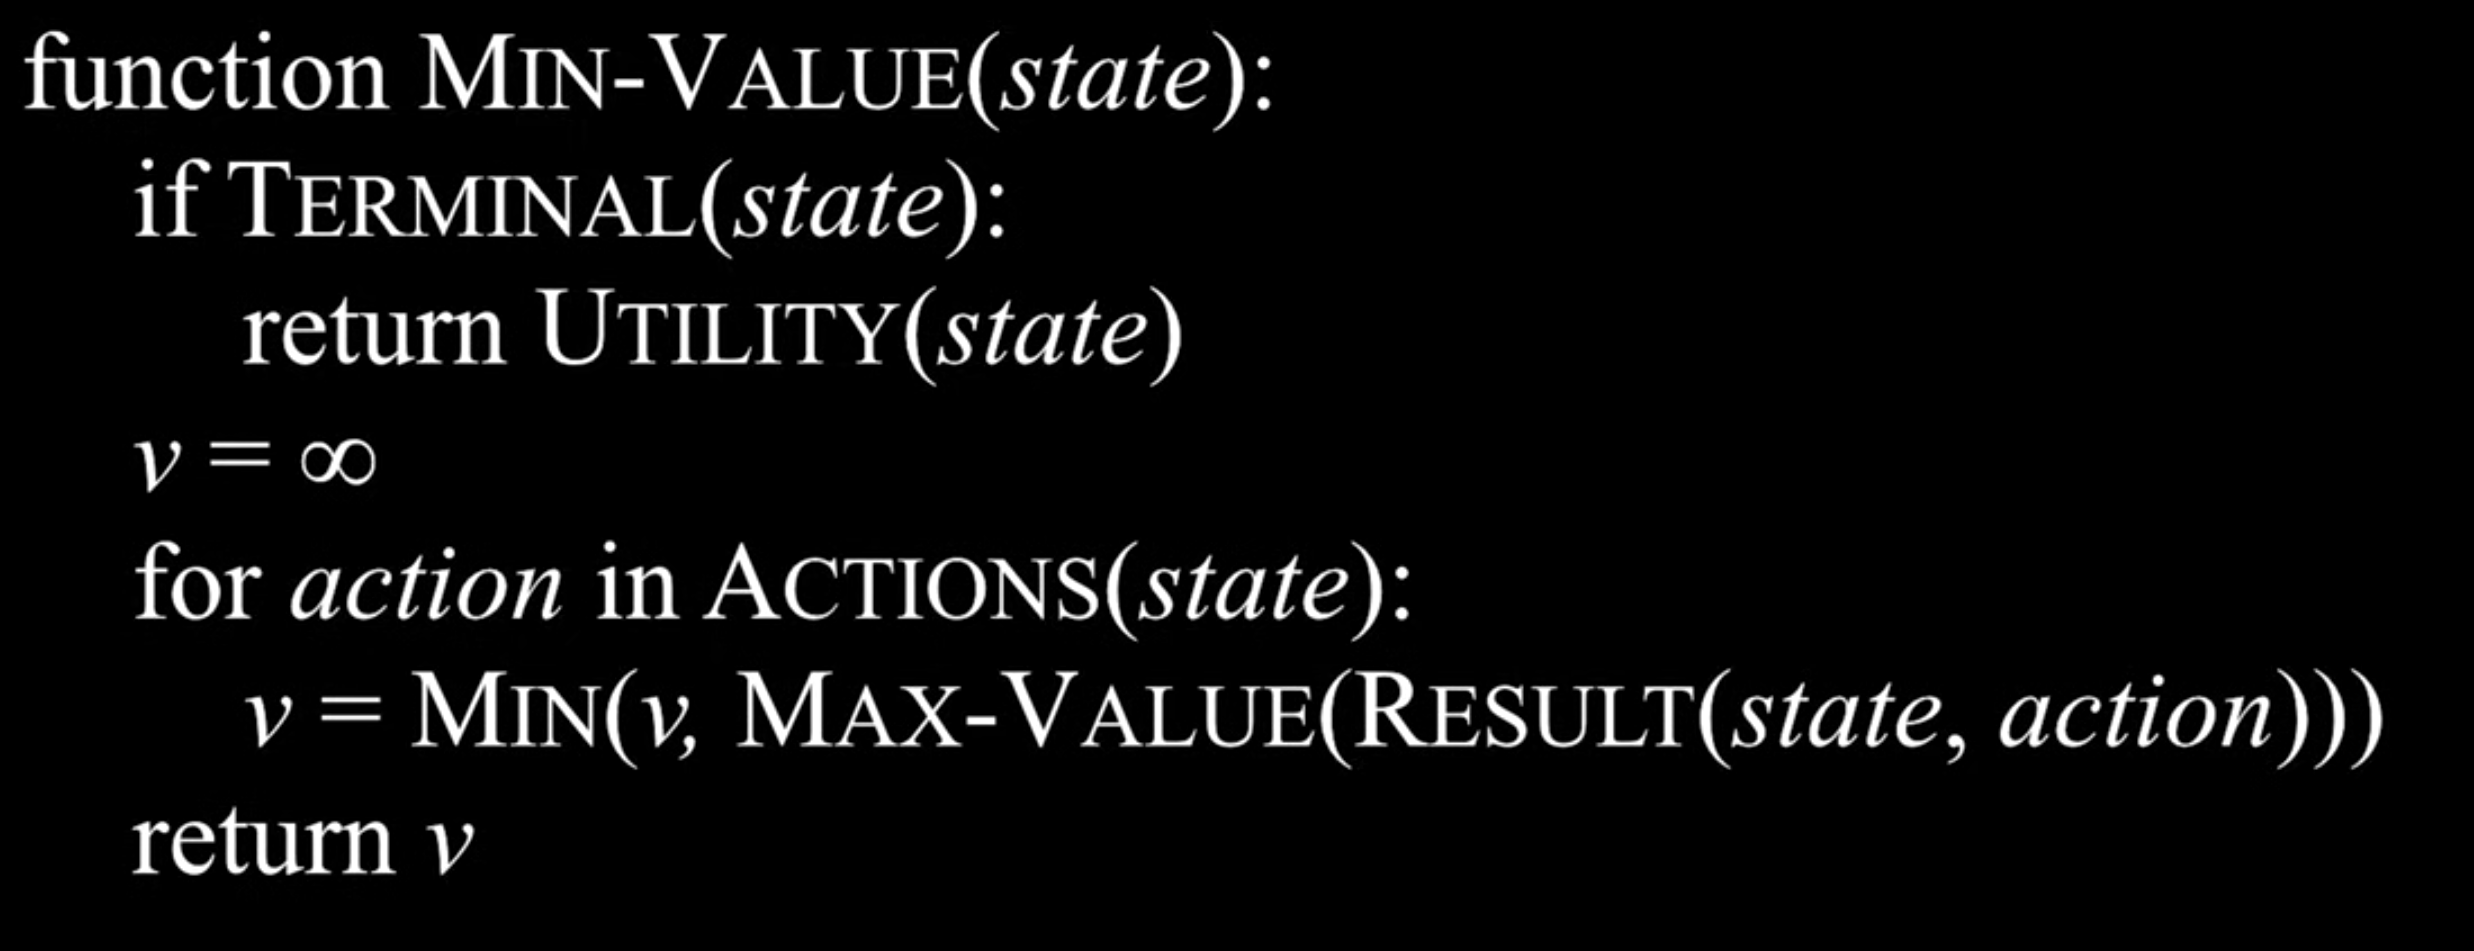 function MIN-VALUE(state):
if TERMINAL(state):
return UTILITY(state)
v = ∞
for action in ACTIONS(state):
v = MIN(v, MAX-VALUE(RESULT(state, action)))
return v